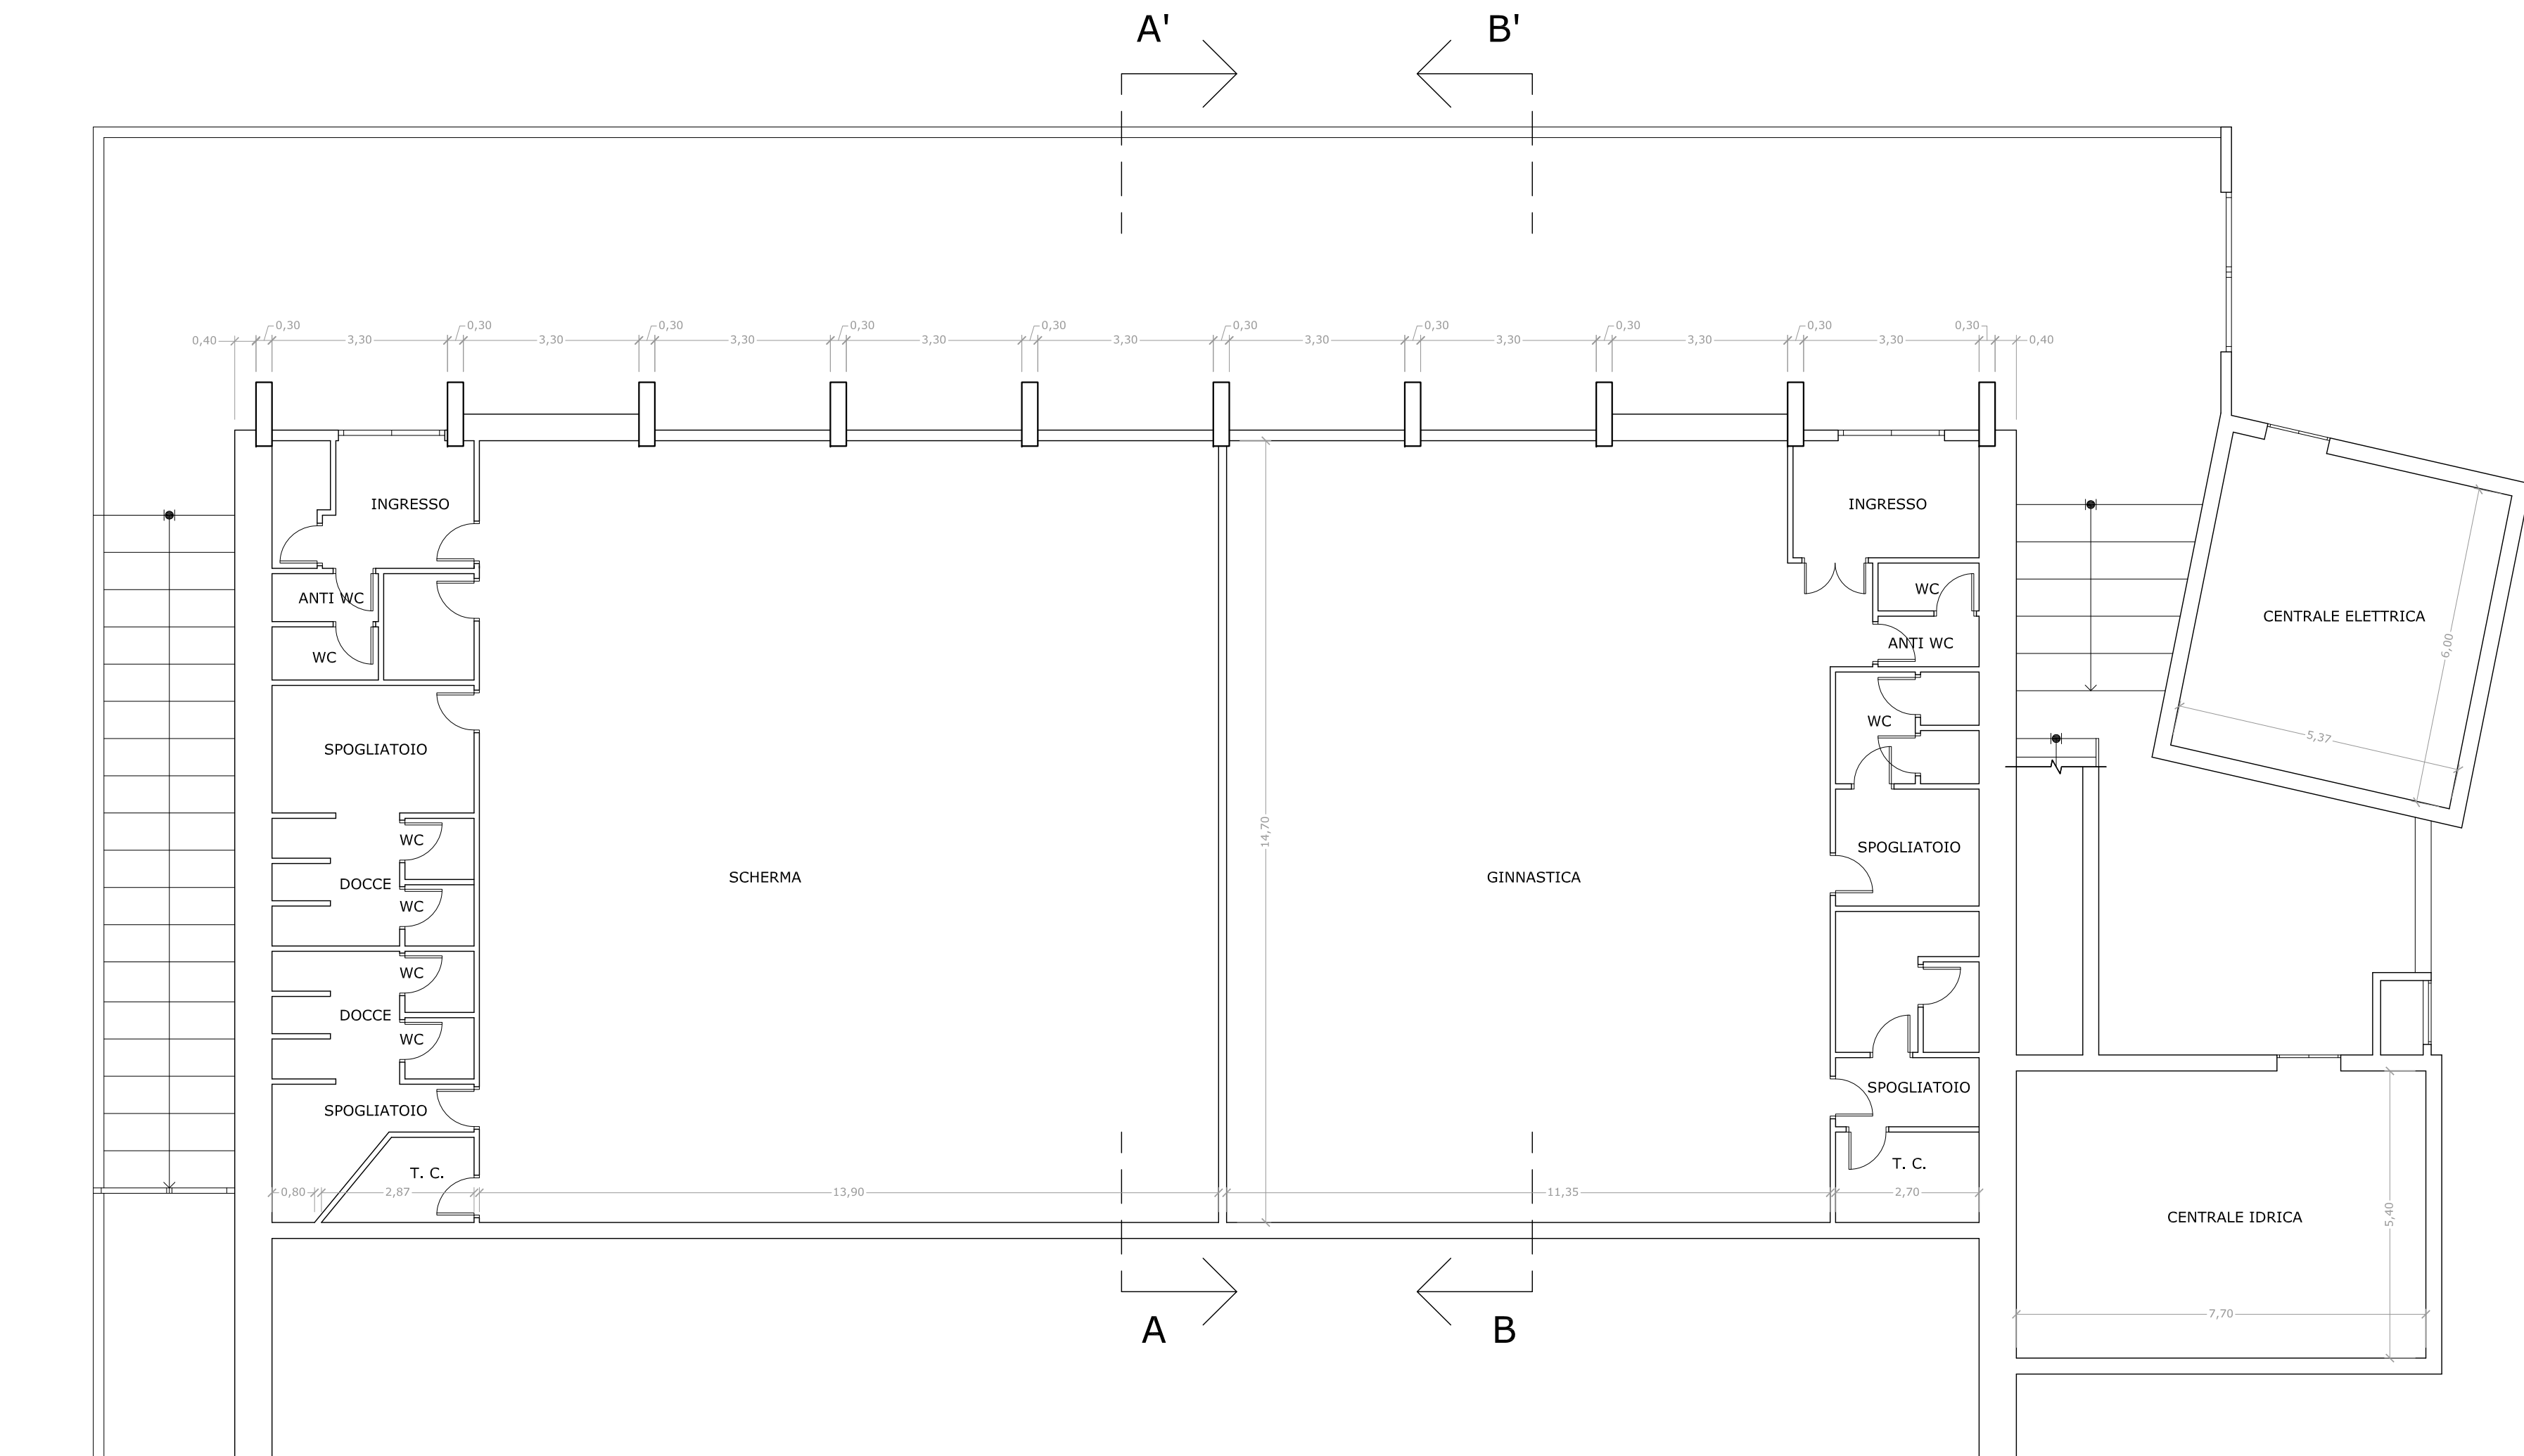 A' B'
0,30 0,30 0,30 0,30 0,30 0,30 0,30 0,30 0,30 0,30
0,40 3,30 3,30 3,30 3,30 3,30 3,30 3,30 3,30 3,30 0,40
INGRESSO INGRESSO
WC
ANTI WC
CENTRALE ELETTRICA
ANTI WC
6,00
WC
WC
5,37
SPOGLIATOIO
14,70
WC
SPOGLIATOIO
SCHERMA GINNASTICA
DOCCE
WC
WC
DOCCE
WC
SPOGLIATOIO
SPOGLIATOIO
T. C.
T. C.
0,80 2,87 13,90 11,35 2,70
5,40
CENTRALE IDRICA
7,70
A B